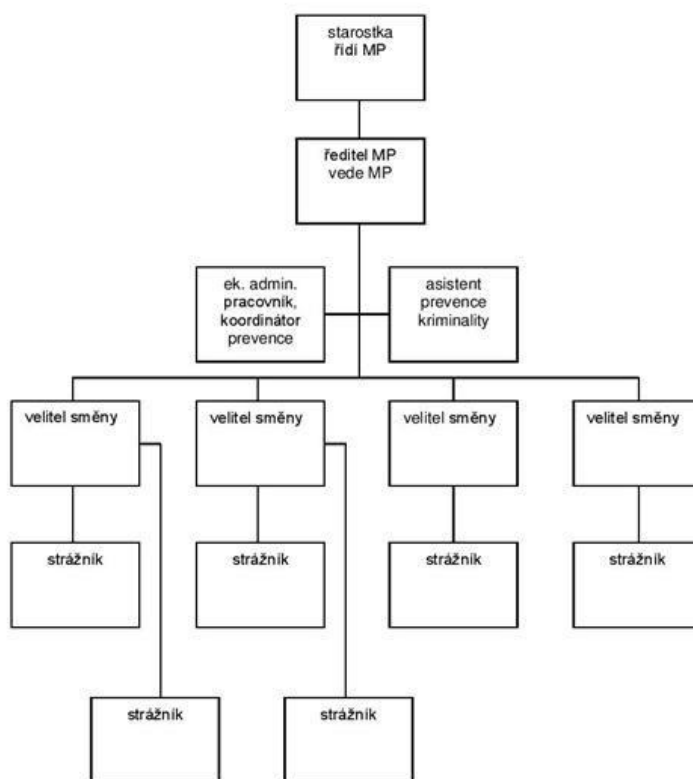 starostka
řídí MP
ředitel MP
vede MP
ek. admin.
pracovník,
koordinátor
prevence
asistent
prevence
kriminality
velitel směny
velitel směny
velitel směny
velitel směny
strážník
strážník
strážník
strážník
strážník
strážník